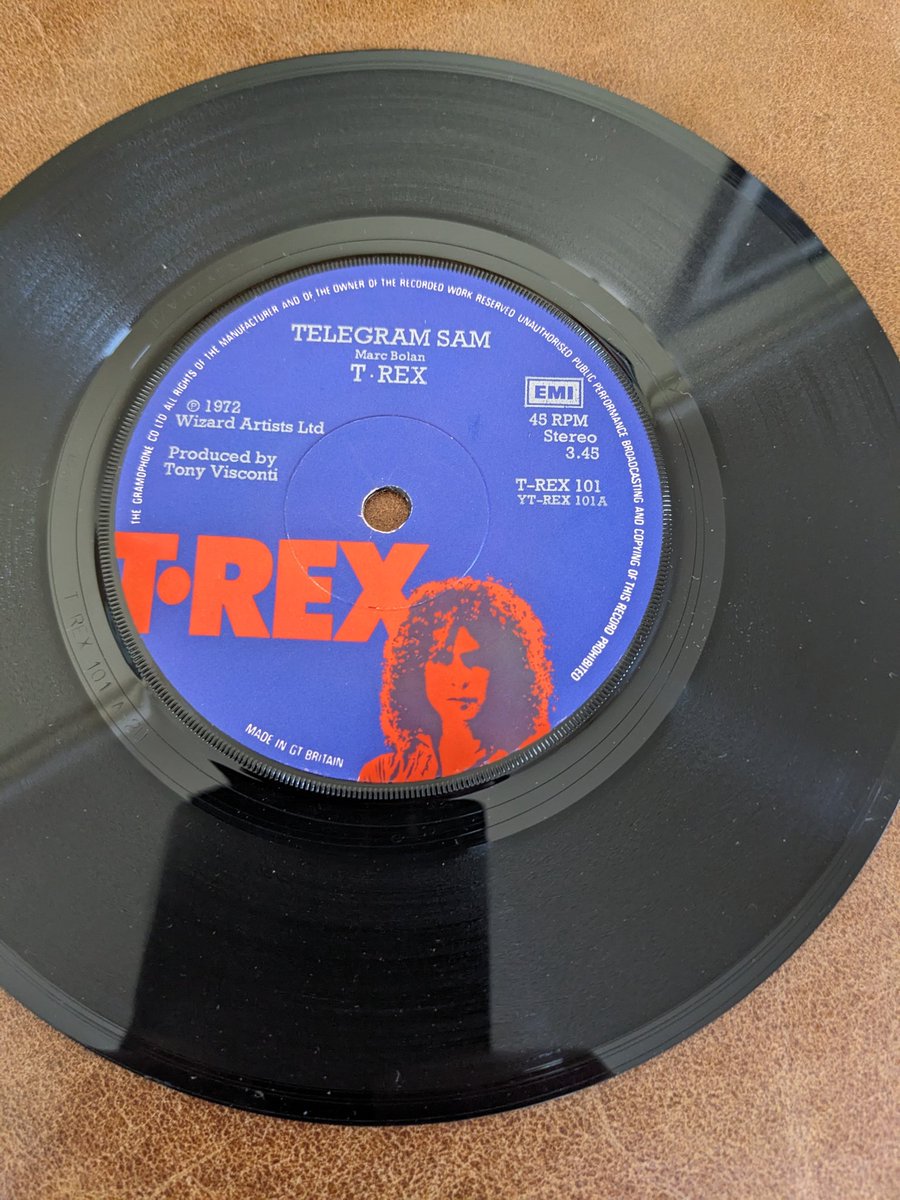 THE GRAMOPHONE CO LTD ALL RIGHTS OF THE MANUFACTURER AND OF THE OWNER OF THE RECORDED WORK RESERVED UNAUTHORISED PUBLIC PERFORMANCE BROADCASTING AND COPYING OF THIS RECORD PROHIBITED
TELEGRAM SAM
Marc Bolan
T·REX
℗ 1972
Wizard Artists Ltd
Produced by
Tony Visconti
EMI
45 RPM
Stereo
3.45
T-REX 101
YT-REX 101A
T·REX
MADE IN GT BRITAIN
T REX 101 A